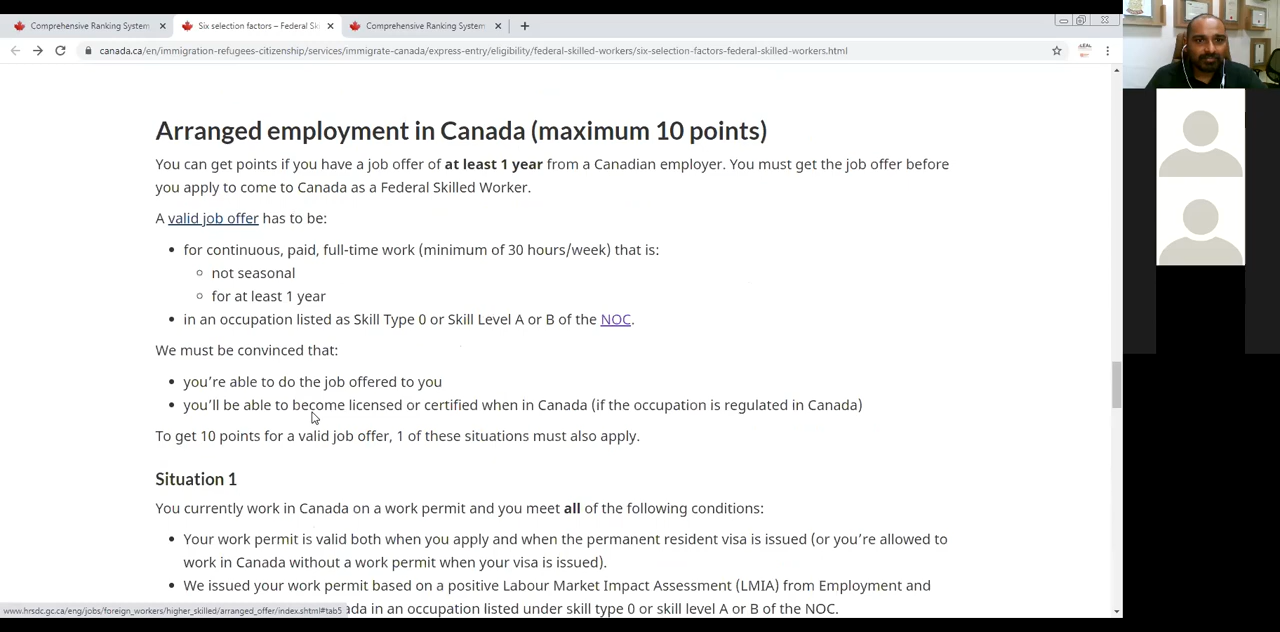 Comprehensive Ranking System
Six selection factors – Federal Ski
Comprehensive Ranking System
canada.ca/en/immigration-refugees-citizenship/services/immigrate-canada/express-entry/eligibility/federal-skilled-workers/six-selection-factors-federal-skilled-workers.html
Arranged employment in Canada (maximum 10 points)
You can get points if you have a job offer of at least 1 year from a Canadian employer. You must get the job offer before
you apply to come to Canada as a Federal Skilled Worker.
A valid job offer has to be:
• for continuous, paid, full-time work (minimum of 30 hours/week) that is:
○ not seasonal
○ for at least 1 year
• in an occupation listed as Skill Type 0 or Skill Level A or B of the NOC.
We must be convinced that:
• you're able to do the job offered to you
• you'll be able to become licensed or certified when in Canada (if the occupation is regulated in Canada)
To get 10 points for a valid job offer, 1 of these situations must also apply.
Situation 1
You currently work in Canada on a work permit and you meet all of the following conditions:
• Your work permit is valid both when you apply and when the permanent resident visa is issued (or you're allowed to
work in Canada without a work permit when your visa is issued).
• We issued your work permit based on a positive Labour Market Impact Assessment (LMIA) from Employment and
www.hrsdc.gc.ca/eng/jobs/foreign_workers/higher_skilled/arranged_offer/index.shtml#tab5
ada in an occupation listed under skill type 0 or skill level A or B of the NOC.